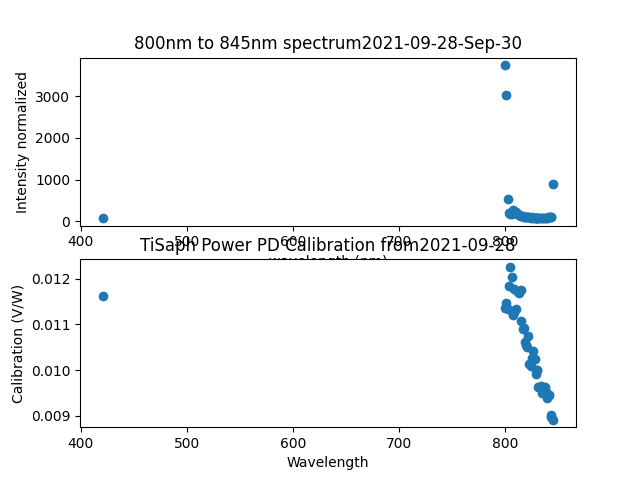 800nm to 845nm spectrum2021-09-28-Sep-30
Intensity normalized
3000
2000
1000
0
400 500 600 700 800
wavelength (nm)
TiSaph Power PD Calibration from2021-09-28
Calibration (V/W)
0.012
0.011
0.010
0.009
400 500 600 700 800
Wavelength